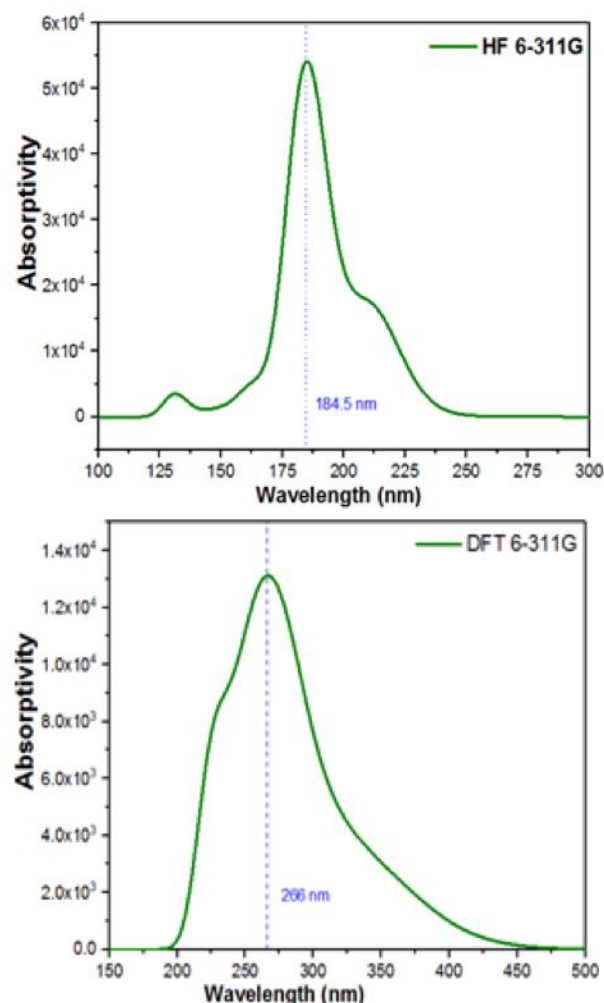 HF 6-311G
Absorptivity
6x10⁴
5x10⁴
4x10⁴
3x10⁴
2x10⁴
1x10⁴
0
184.5 nm
100 125 150 175 200 225 250 275 300
Wavelength (nm)
DFT 6-311G
Absorptivity
1.4x10⁴
1.2x10⁴
1.0x10⁴
8.0x10³
6.0x10³
4.0x10³
2.0x10³
0.0
266 nm
150 200 250 300 350 400 450 500
Wavelength (nm)